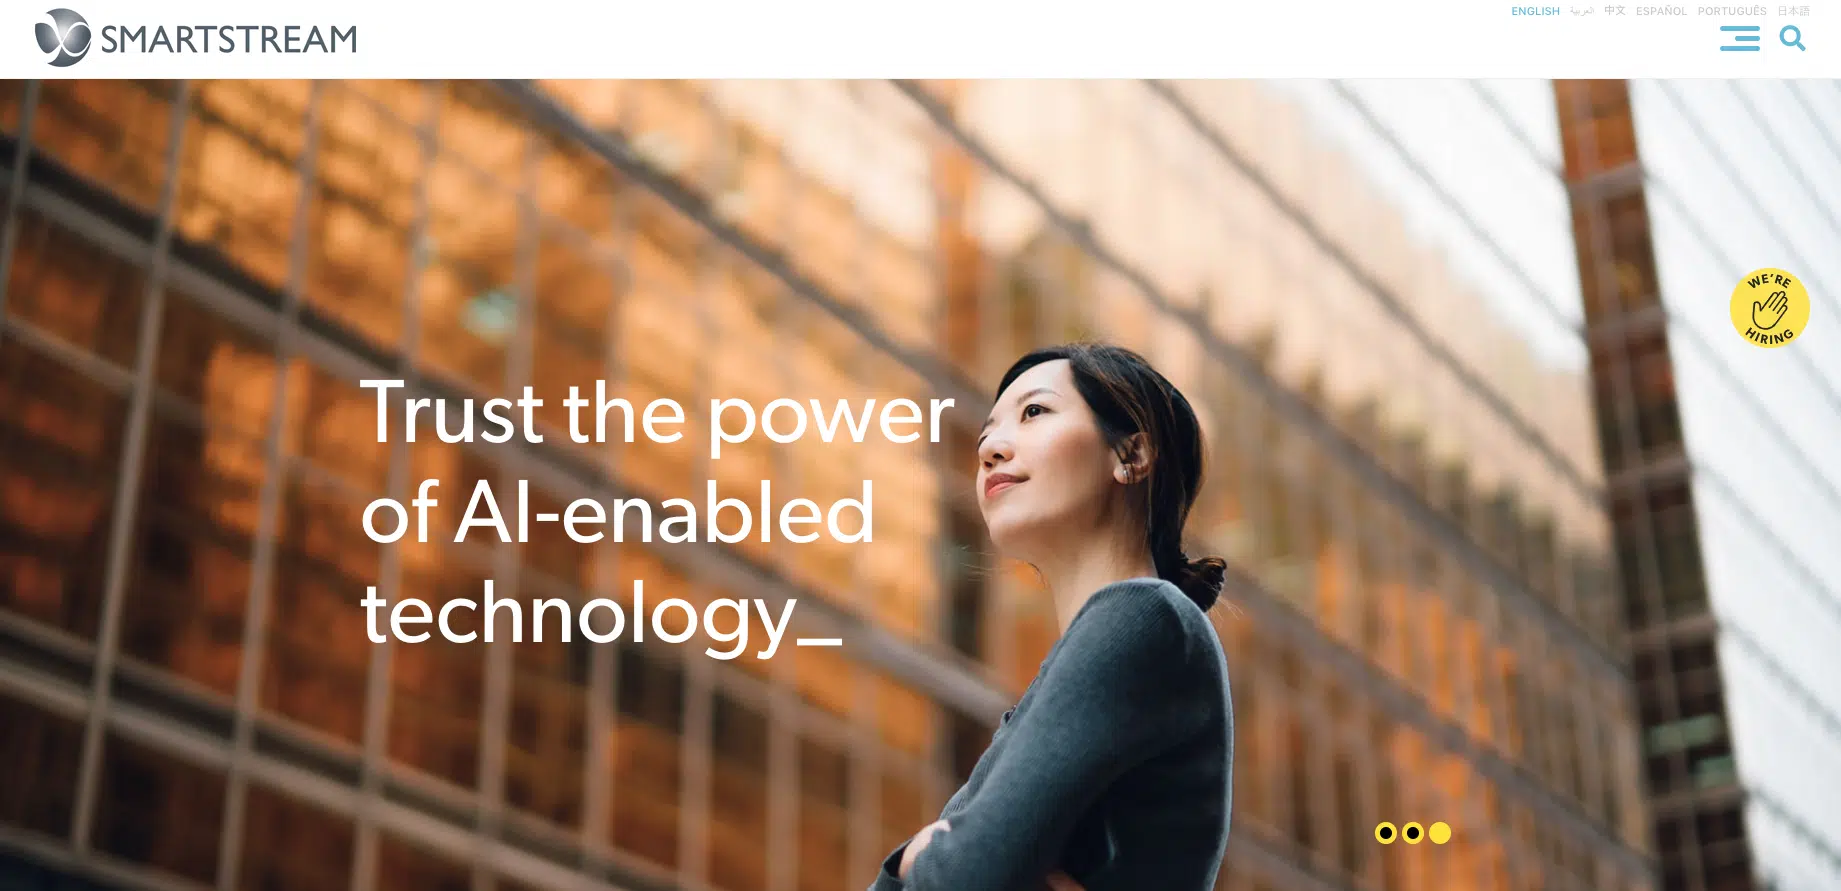 SMARTSTREAM
ENGLISH العربية 中文 ESPAÑOL PORTUGUÊS 日本語
WE'RE
HIRING
Trust the power
of AI-enabled
technology_